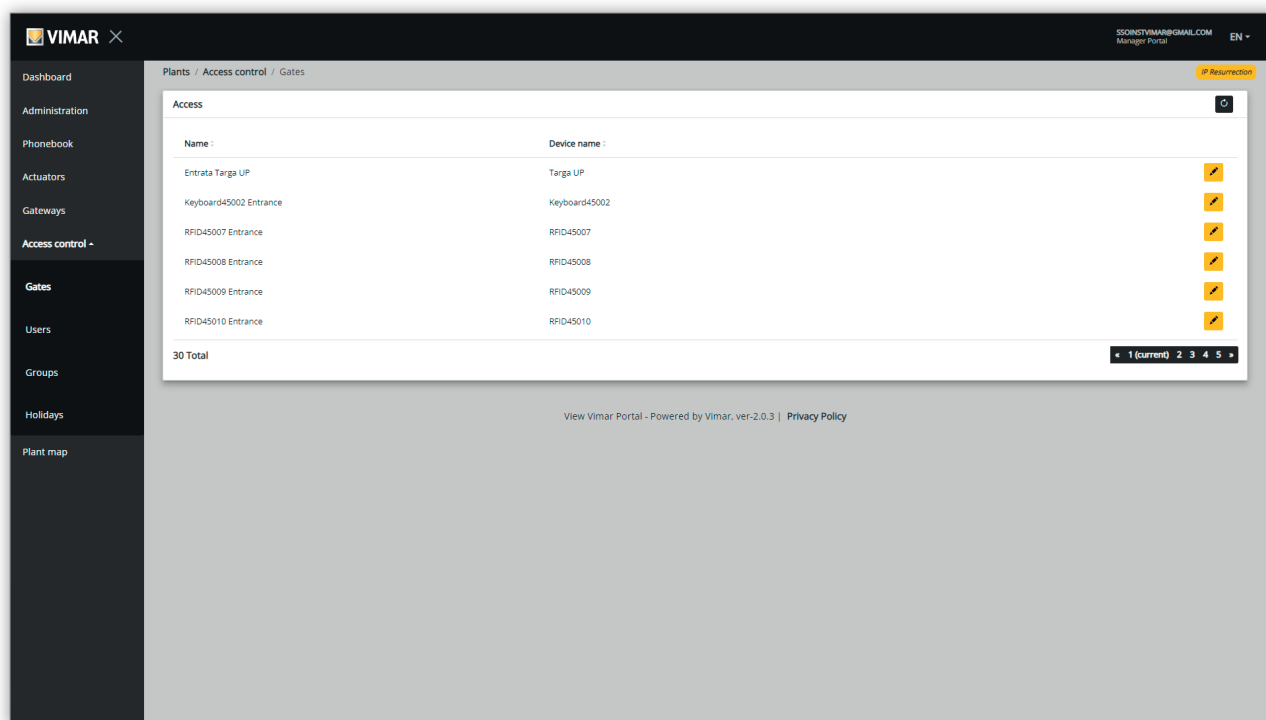 VIMAR
SSOINSTVIMAR@GMAIL.COM
Manager Portal
EN
Dashboard
Administration
Phonebook
Actuators
Gateways
Access control
Gates
Users
Groups
Holidays
Plant map
Plants / Access control / Gates
IP Resurrection
Access
Name Device name
Entrata Targa UP Targa UP
Keyboard45002 Entrance Keyboard45002
RFID45007 Entrance RFID45007
RFID45008 Entrance RFID45008
RFID45009 Entrance RFID45009
RFID45010 Entrance RFID45010
30 Total « 1 (current) 2 3 4 5 »
View Vimar Portal - Powered by Vimar. ver-2.0.3 | Privacy Policy